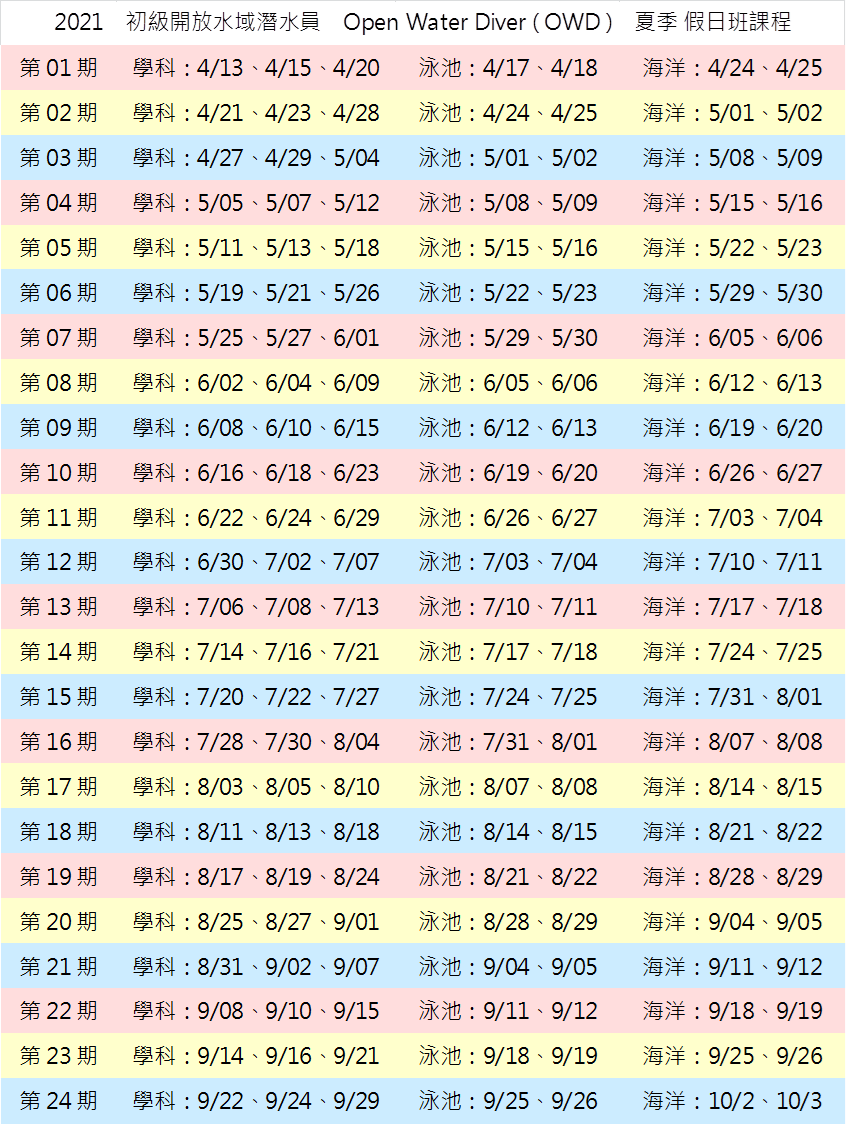 2021 初級開放水域潛水員 Open Water Diver ( OWD ) 夏季 假日班課程
第 01 期 學科：4/13、4/15、4/20 泳池：4/17、4/18 海洋：4/24、4/25
第 02 期 學科：4/21、4/23、4/28 泳池：4/24、4/25 海洋：5/01、5/02
第 03 期 學科：4/27、4/29、5/04 泳池：5/01、5/02 海洋：5/08、5/09
第 04 期 學科：5/05、5/07、5/12 泳池：5/08、5/09 海洋：5/15、5/16
第 05 期 學科：5/11、5/13、5/18 泳池：5/15、5/16 海洋：5/22、5/23
第 06 期 學科：5/19、5/21、5/26 泳池：5/22、5/23 海洋：5/29、5/30
第 07 期 學科：5/25、5/27、6/01 泳池：5/29、5/30 海洋：6/05、6/06
第 08 期 學科：6/02、6/04、6/09 泳池：6/05、6/06 海洋：6/12、6/13
第 09 期 學科：6/08、6/10、6/15 泳池：6/12、6/13 海洋：6/19、6/20
第 10 期 學科：6/16、6/18、6/23 泳池：6/19、6/20 海洋：6/26、6/27
第 11 期 學科：6/22、6/24、6/29 泳池：6/26、6/27 海洋：7/03、7/04
第 12 期 學科：6/30、7/02、7/07 泳池：7/03、7/04 海洋：7/10、7/11
第 13 期 學科：7/06、7/08、7/13 泳池：7/10、7/11 海洋：7/17、7/18
第 14 期 學科：7/14、7/16、7/21 泳池：7/17、7/18 海洋：7/24、7/25
第 15 期 學科：7/20、7/22、7/27 泳池：7/24、7/25 海洋：7/31、8/01
第 16 期 學科：7/28、7/30、8/04 泳池：7/31、8/01 海洋：8/07、8/08
第 17 期 學科：8/03、8/05、8/10 泳池：8/07、8/08 海洋：8/14、8/15
第 18 期 學科：8/11、8/13、8/18 泳池：8/14、8/15 海洋：8/21、8/22
第 19 期 學科：8/17、8/19、8/24 泳池：8/21、8/22 海洋：8/28、8/29
第 20 期 學科：8/25、8/27、9/01 泳池：8/28、8/29 海洋：9/04、9/05
第 21 期 學科：8/31、9/02、9/07 泳池：9/04、9/05 海洋：9/11、9/12
第 22 期 學科：9/08、9/10、9/15 泳池：9/11、9/12 海洋：9/18、9/19
第 23 期 學科：9/14、9/16、9/21 泳池：9/18、9/19 海洋：9/25、9/26
第 24 期 學科：9/22、9/24、9/29 泳池：9/25、9/26 海洋：10/2、10/3